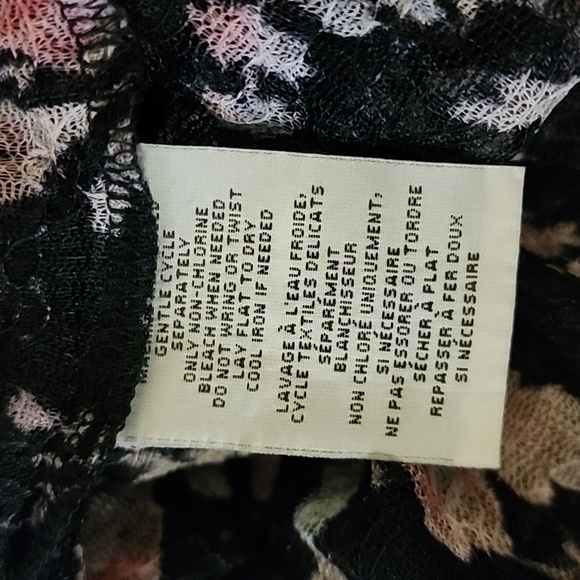 GENTLE CYCLE
SEPARATELY
ONLY NON-CHLORINE
BLEACH WHEN NEEDED
DO NOT WRING OR TWIST
LAY FLAT TO DRY
COOL IRON IF NEEDED
LAVAGE À L'EAU FROIDE,
CYCLE TEXTILES DELICATS
SÉPARÉMENT
BLANCHISSEUR
NON CHLORÉ UNIQUEMENT,
SI NÉCESSAIRE
NE PAS ESSORER OU TORDRE
SÉCHER À PLAT
REPASSER À FER DOUX
SI NÉCESSAIRE